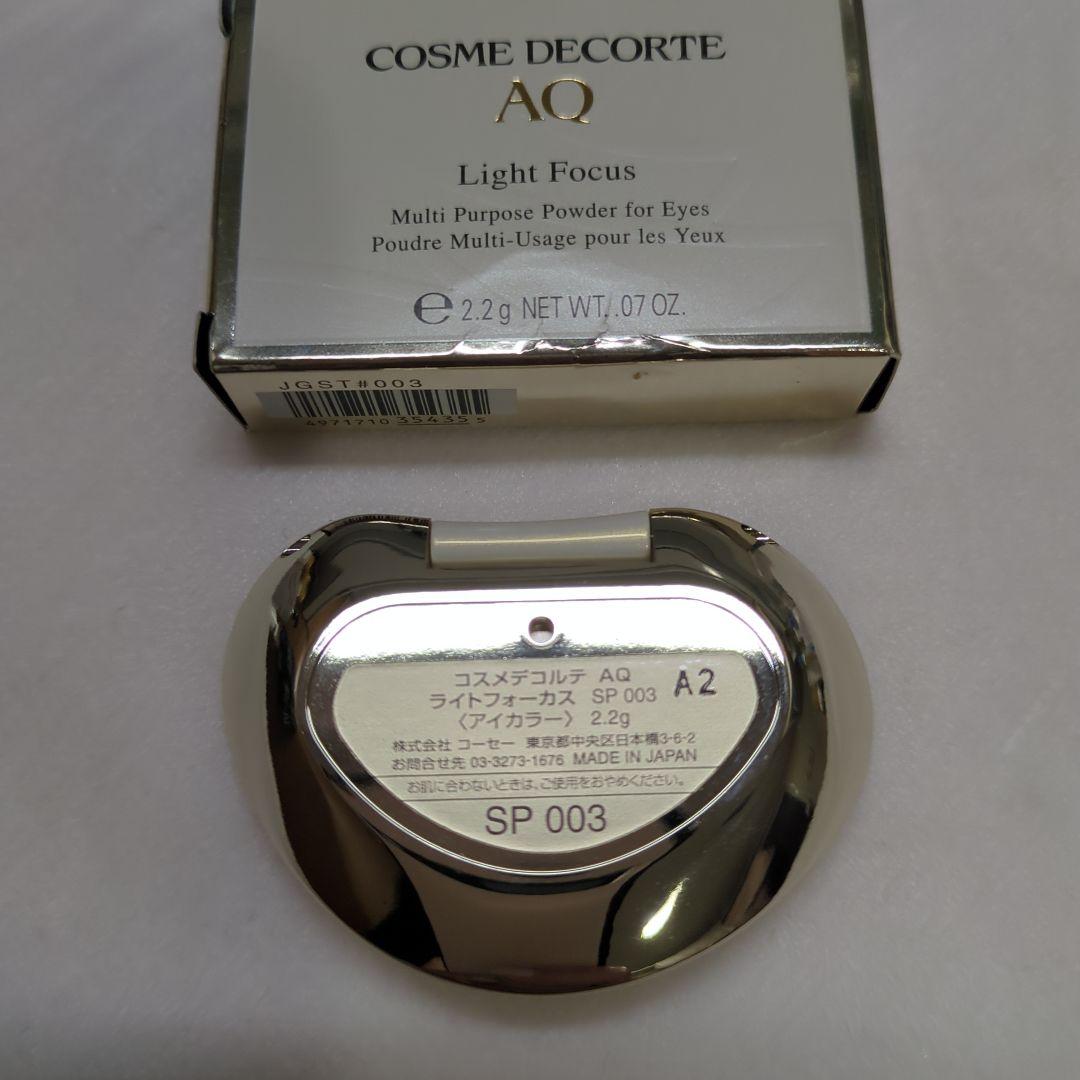 COSME DECORTE
AQ
Light Focus
Multi Purpose Powder for Eyes
Poudre Multi-Usage pour les Yeux
℮ 2.2g NET WT. .07 OZ.
JGST#003
4971710 354355
コスメデコルテ AQ
ライトフォーカス SP 003 A2
〈アイカラー〉 2.2g
株式会社 コーセー 東京都中央区日本橋3-6-2
お問合せ先 03-3273-1676 MADE IN JAPAN
お肌に合わないときは、ご使用をおやめください。
SP 003